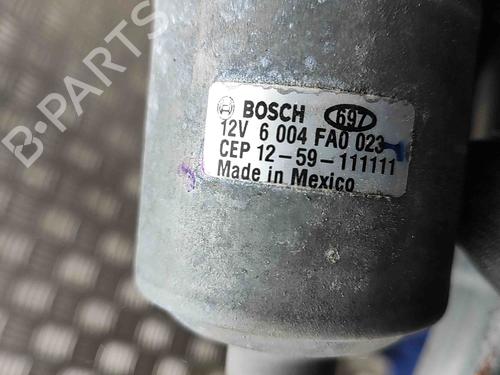 B-PARTS
BOSCH 697
12V 6 004 FA0 023
CEP 12-59-111111
Made in Mexico